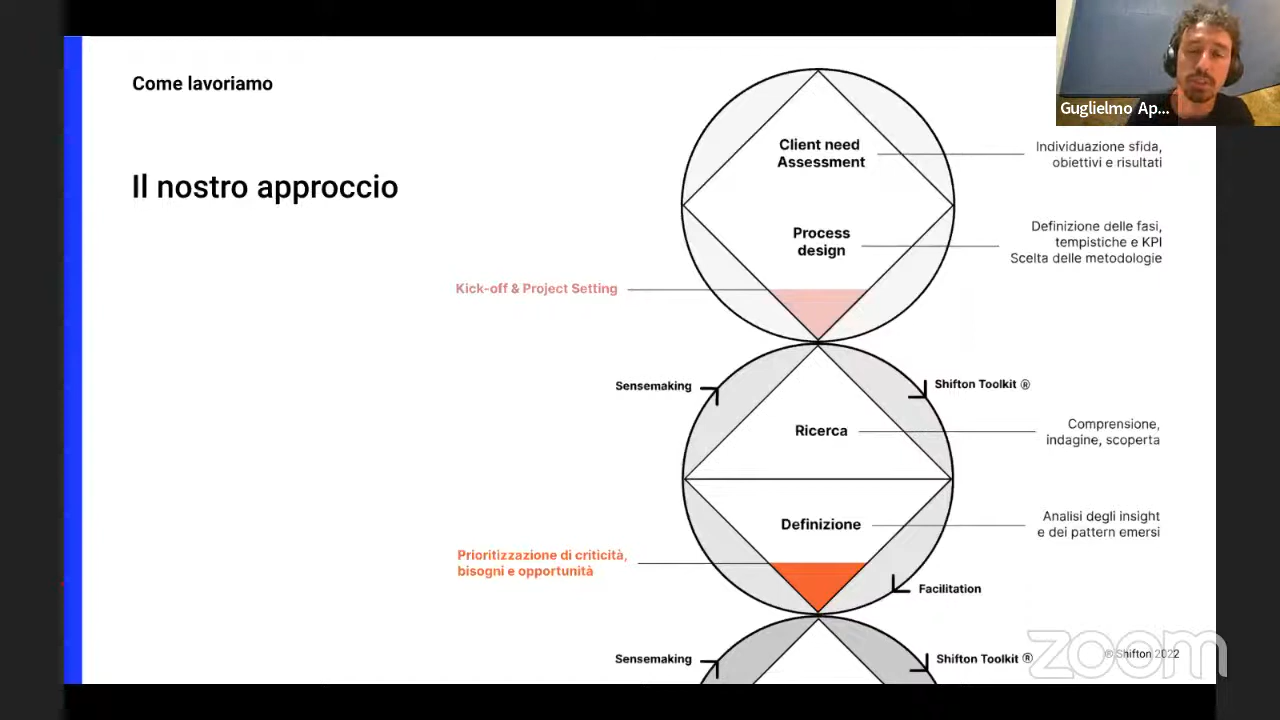 Come lavoriamo
Il nostro approccio
Guglielmo Ap...
Client need
Assessment
Individuazione sfida,
obiettivi e risultati
Process
design
Definizione delle fasi,
tempistiche e KPI
Scelta delle metodologie
Kick-off & Project Setting
Sensemaking
Shifton Toolkit ®
Ricerca
Comprensione,
indagine, scoperta
Definizione
Analisi degli insight
e dei pattern emersi
Prioritizzazione di criticità,
bisogni e opportunità
Facilitation
Sensemaking
Shifton Toolkit ®
© Shifton 2022
zoom